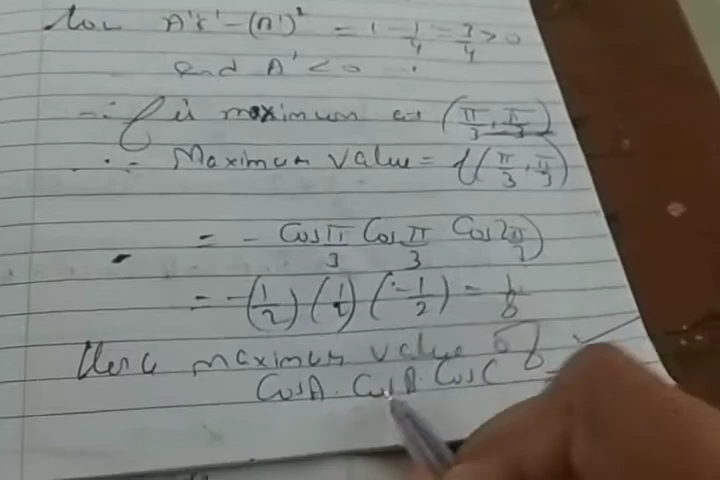 A'c' - (B')² = 1 - 1/4 = 3/4 > 0
and A' < 0
∴ f is maximum at (π/3, π/3)
∴ Maximum value = f(π/3, π/3)
= - Cos π/3 Cos π/3 Cos 2π/3
= -(1/2) (1/2) (-1/2) = 1/8
maximum value of
CosA. CosB. CosC